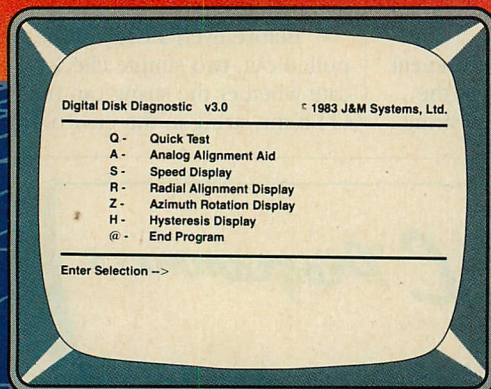 Digital Disk Diagnostic v3.0 © 1983 J&M Systems, Ltd.
Q - Quick Test
A - Analog Alignment Aid
S - Speed Display
R - Radial Alignment Display
Z - Azimuth Rotation Display
H - Hysteresis Display
@ - End Program
Enter Selection -->